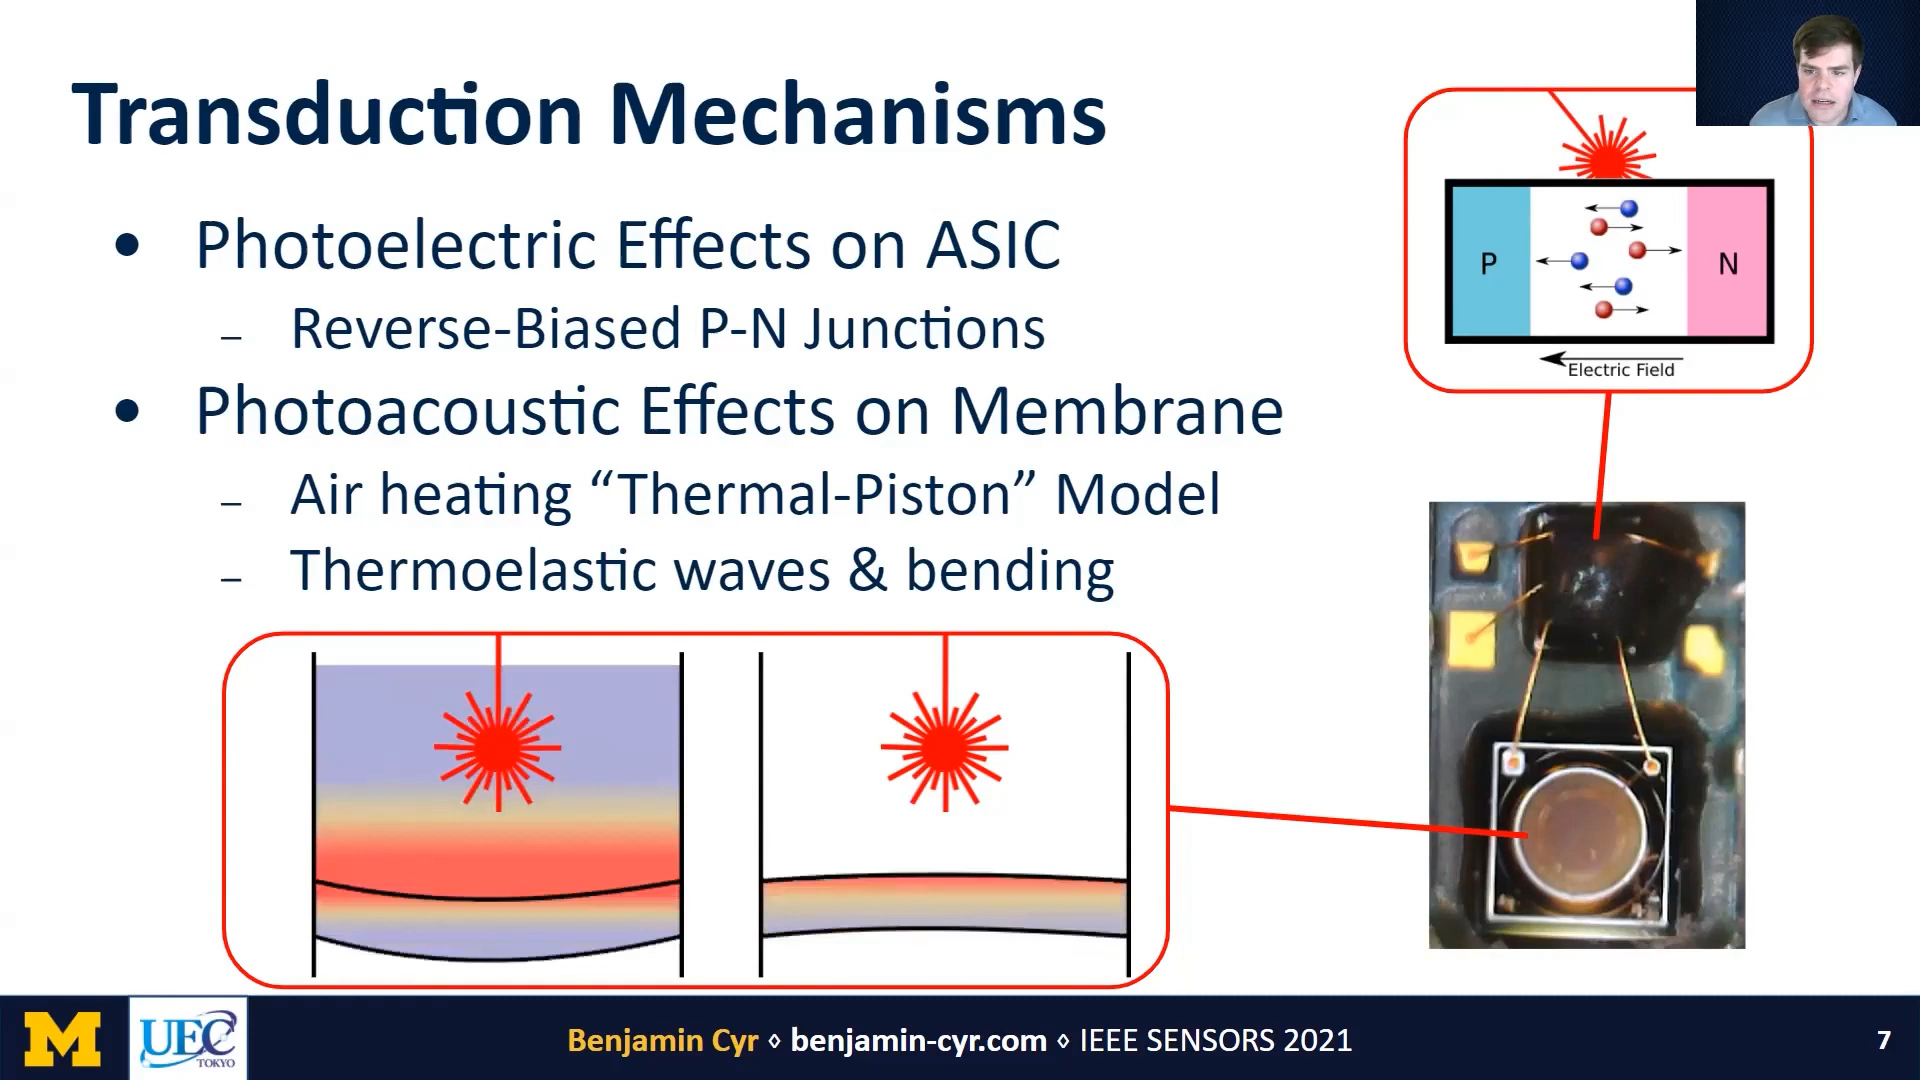 Transduction Mechanisms
• Photoelectric Effects on ASIC
– Reverse-Biased P-N Junctions
• Photoacoustic Effects on Membrane
– Air heating “Thermal-Piston” Model
– Thermoelastic waves & bending
P
N
Electric Field
M
UEC
TOKYO
Benjamin Cyr ⬨ benjamin-cyr.com ⬨ IEEE SENSORS 2021
7